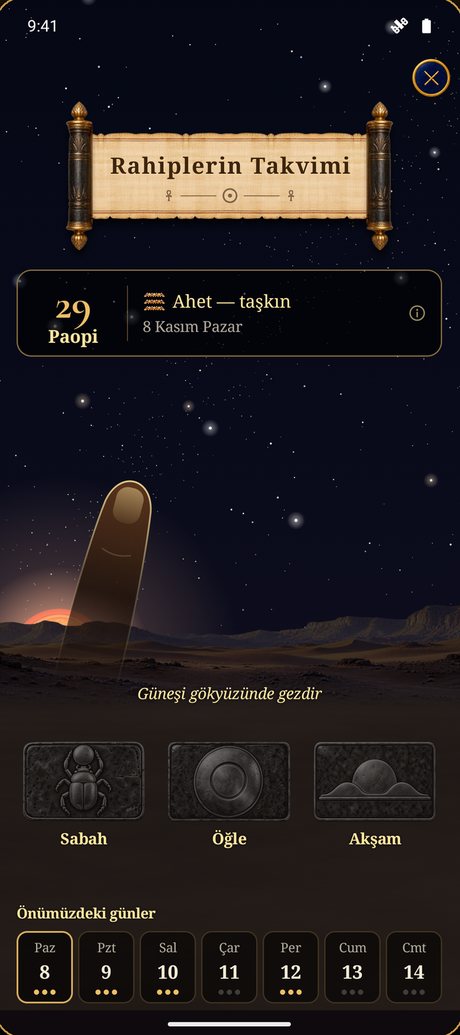 9:41
Rahiplerin Takvimi
29
Paopi
Ahet — taşkın
8 Kasım Pazar
Güneşi gökyüzünde gezdir
Sabah
Öğle
Akşam
Önümüzdeki günler
Paz
Pzt
Sal
Çar
Per
Cum
Cmt
8
9
10
11
12
13
14